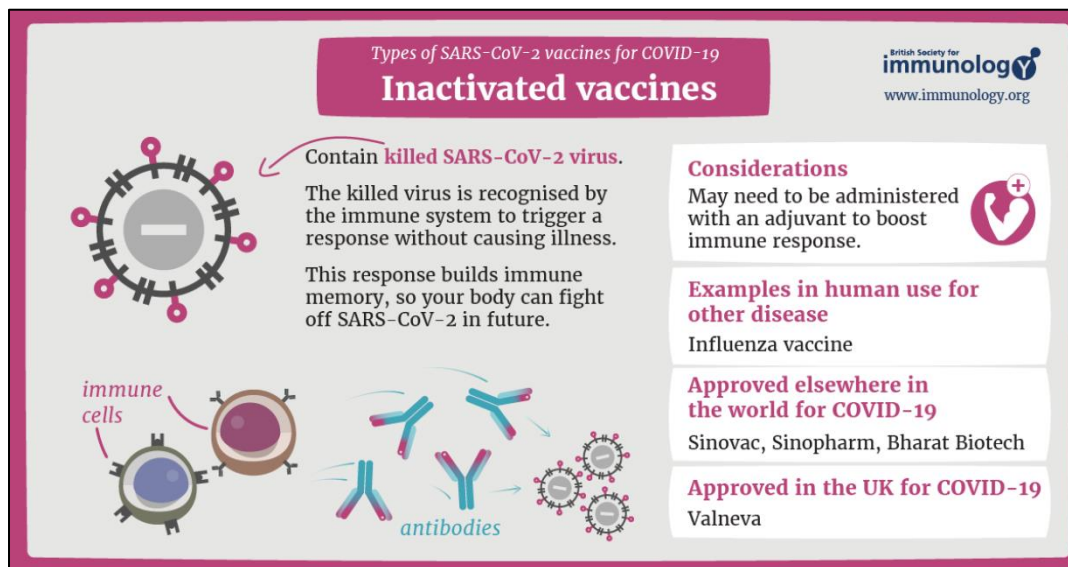 Types of SARS-CoV-2 vaccines for COVID-19
Inactivated vaccines
British Society for
immunology
www.immunology.org
Contain killed SARS-CoV-2 virus.
The killed virus is recognised by
the immune system to trigger a
response without causing illness.
This response builds immune
memory, so your body can fight
off SARS-CoV-2 in future.
immune
cells
antibodies
Considerations
May need to be administered
with an adjuvant to boost
immune response.
Examples in human use for
other disease
Influenza vaccine
Approved elsewhere in
the world for COVID-19
Sinovac, Sinopharm, Bharat Biotech
Approved in the UK for COVID-19
Valneva